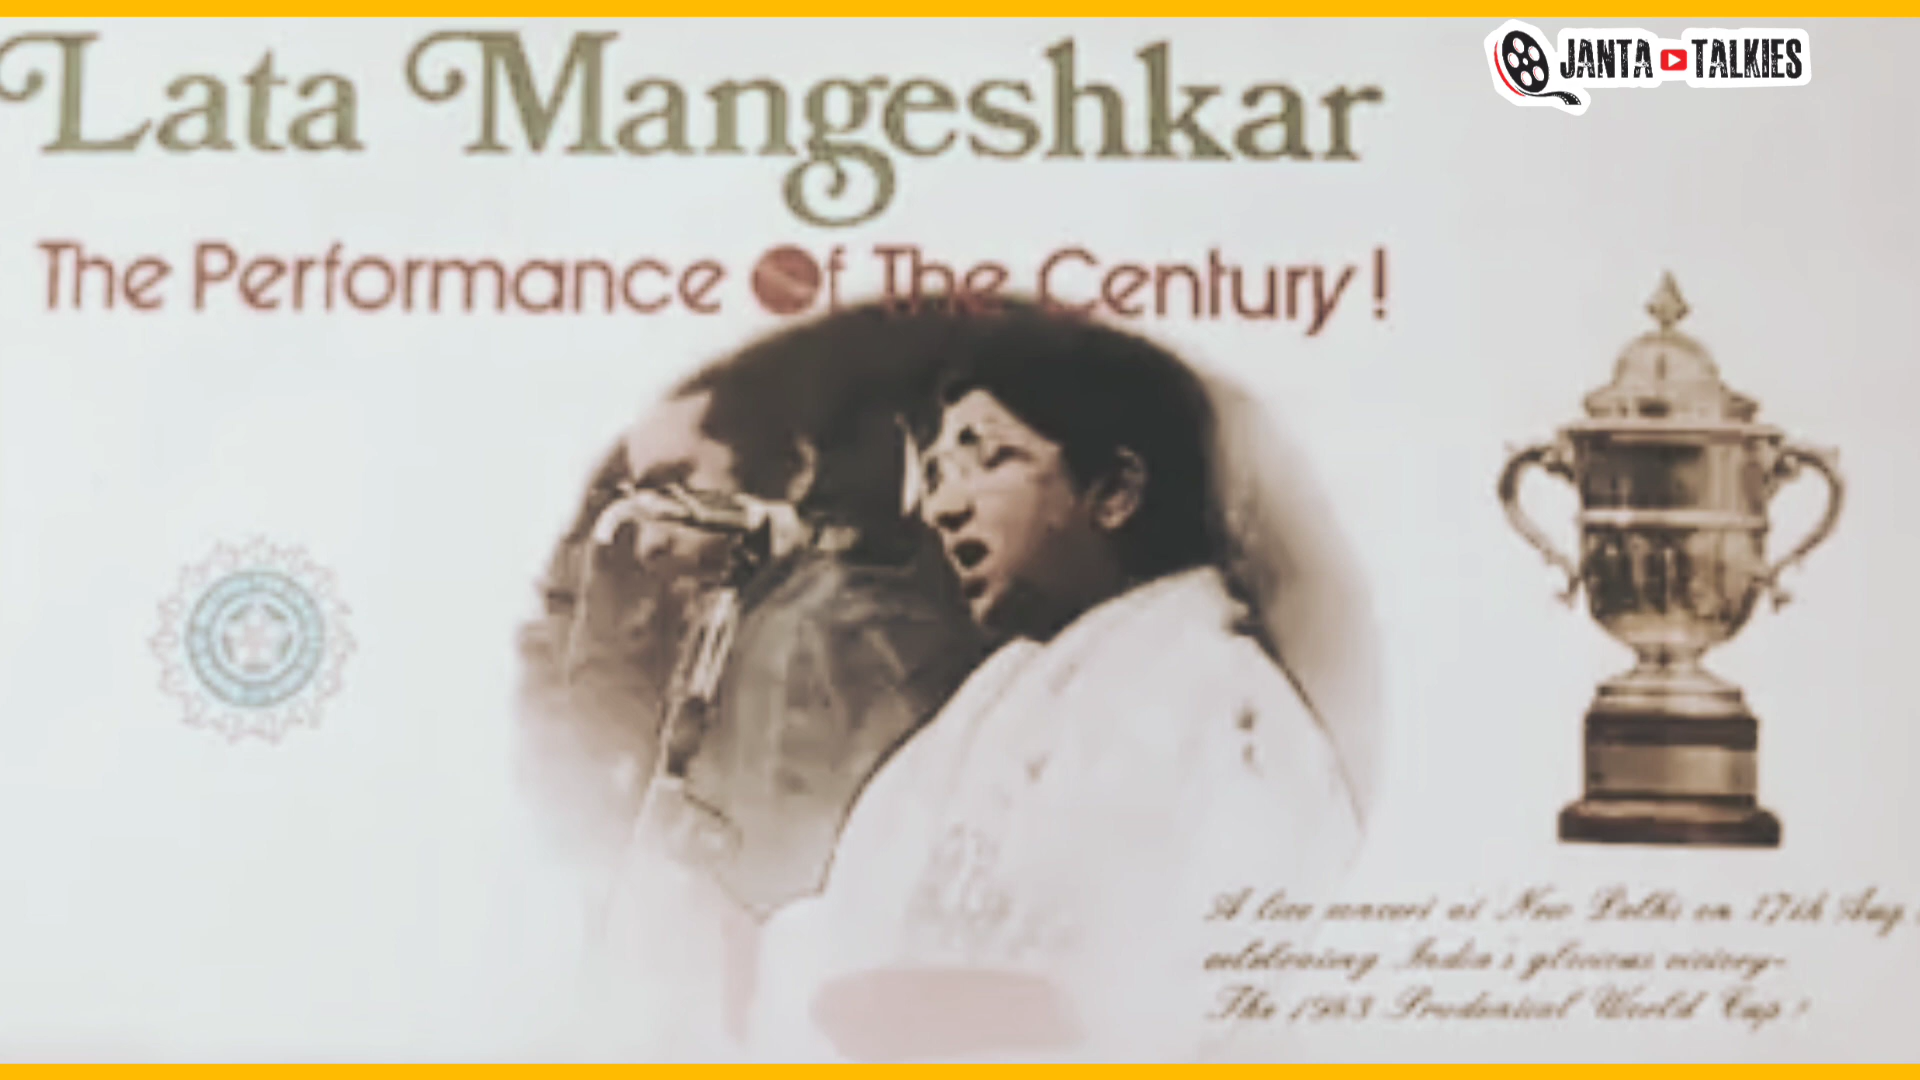 Lata Mangeshkar
JANTA TALKIES
The Performance Of The Century!
A live concert at New Delhi on 17th Aug
celebrating India's glorious victory-
The 1983 Prudential World Cup!